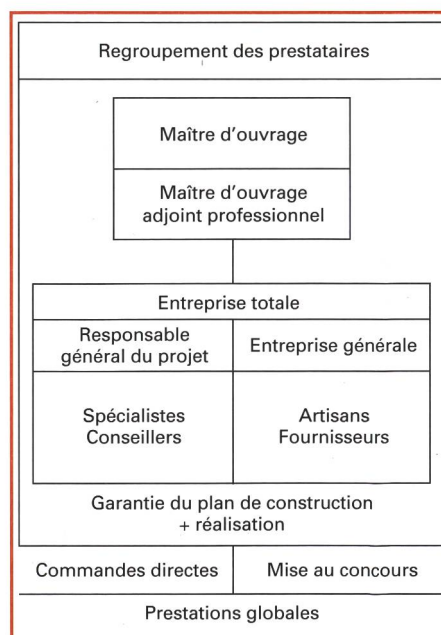 Regroupement des prestataires
Maître d'ouvrage
Maître d'ouvrage
adjoint professionnel
Entreprise totale
Responsable
général du projet
Entreprise générale
Spécialistes
Conseillers
Artisans
Fournisseurs
Garantie du plan de construction
+ réalisation
Commandes directes
Mise au concours
Prestations globales